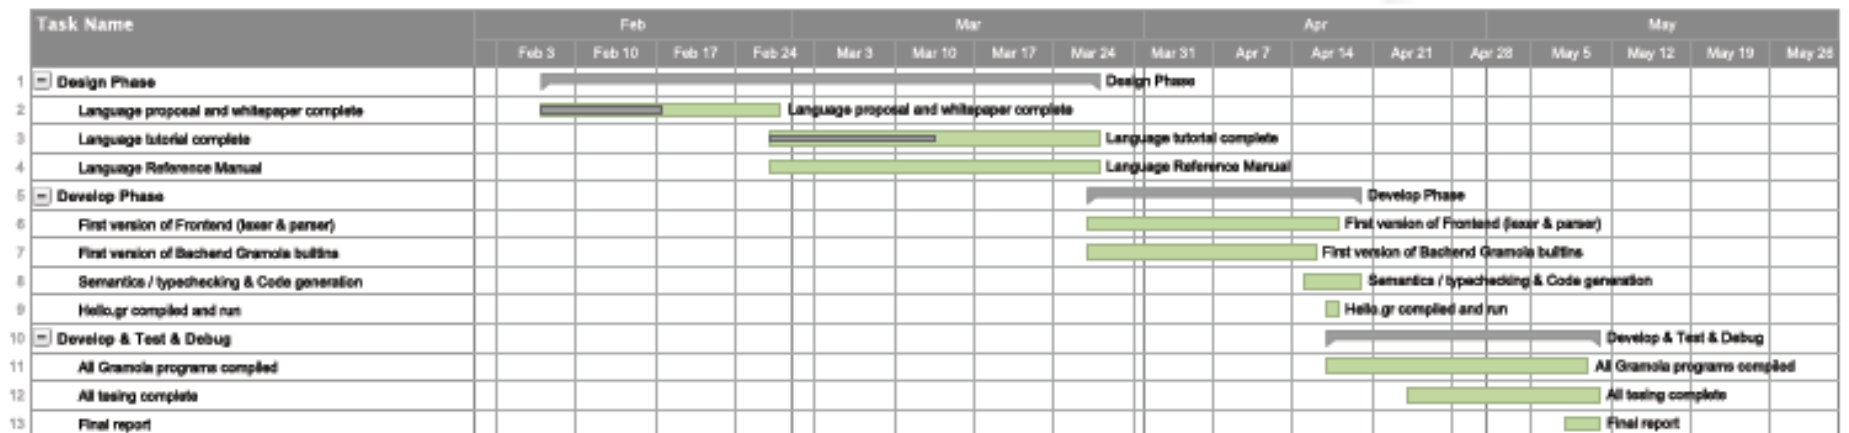 Task Name Feb Mar Apr May
Feb 3 Feb 10 Feb 17 Feb 24 Mar 3 Mar 10 Mar 17 Mar 24 Mar 31 Apr 7 Apr 14 Apr 21 Apr 28 May 5 May 12 May 19 May 26
1 Design Phase Design Phase
2 Language proposal and whitepaper complete Language proposal and whitepaper complete
3 Language tutorial complete Language tutorial complete
4 Language Reference Manual Language Reference Manual
5 Develop Phase Develop Phase
6 First version of Frontend (lexer & parser) First version of Frontend (lexer & parser)
7 First version of Bachend Gramola builtins First version of Bachend Gramola builtins
8 Semantics / typechecking & Code generation Semantics / typechecking & Code generation
9 Hello.gr compiled and run Hello.gr compiled and run
10 Develop & Test & Debug Develop & Test & Debug
11 All Gramola programs compiled All Gramola programs compiled
12 All tesing complete All tesing complete
13 Final report Final report